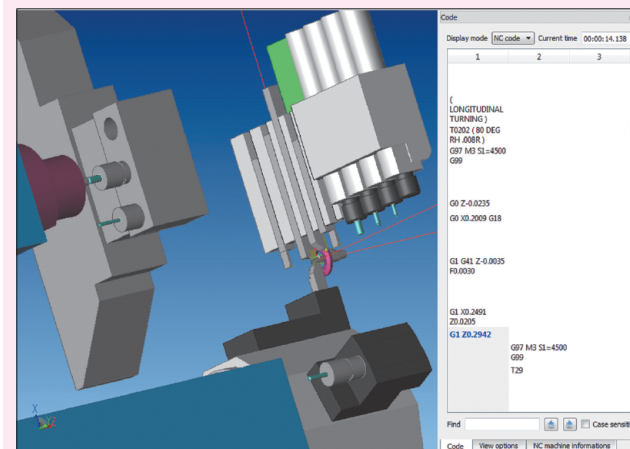 Code
Display mode NC code Current time 00:00:14.138
1 2 3
(
LONGITUDINAL
TURNING )
T0202 ( 80 DEG
RH .008R )
G97 M3 S1=4500
G99
G0 Z-0.0235
G0 X0.2009 G18
G1 G41 Z-0.0035
F0.0030
G1 X0.2491
Z0.0205
G1 Z0.2942
G97 M3 S1=4500
G99
T29
Find Case sensiti
Code View options NC machine informations
X